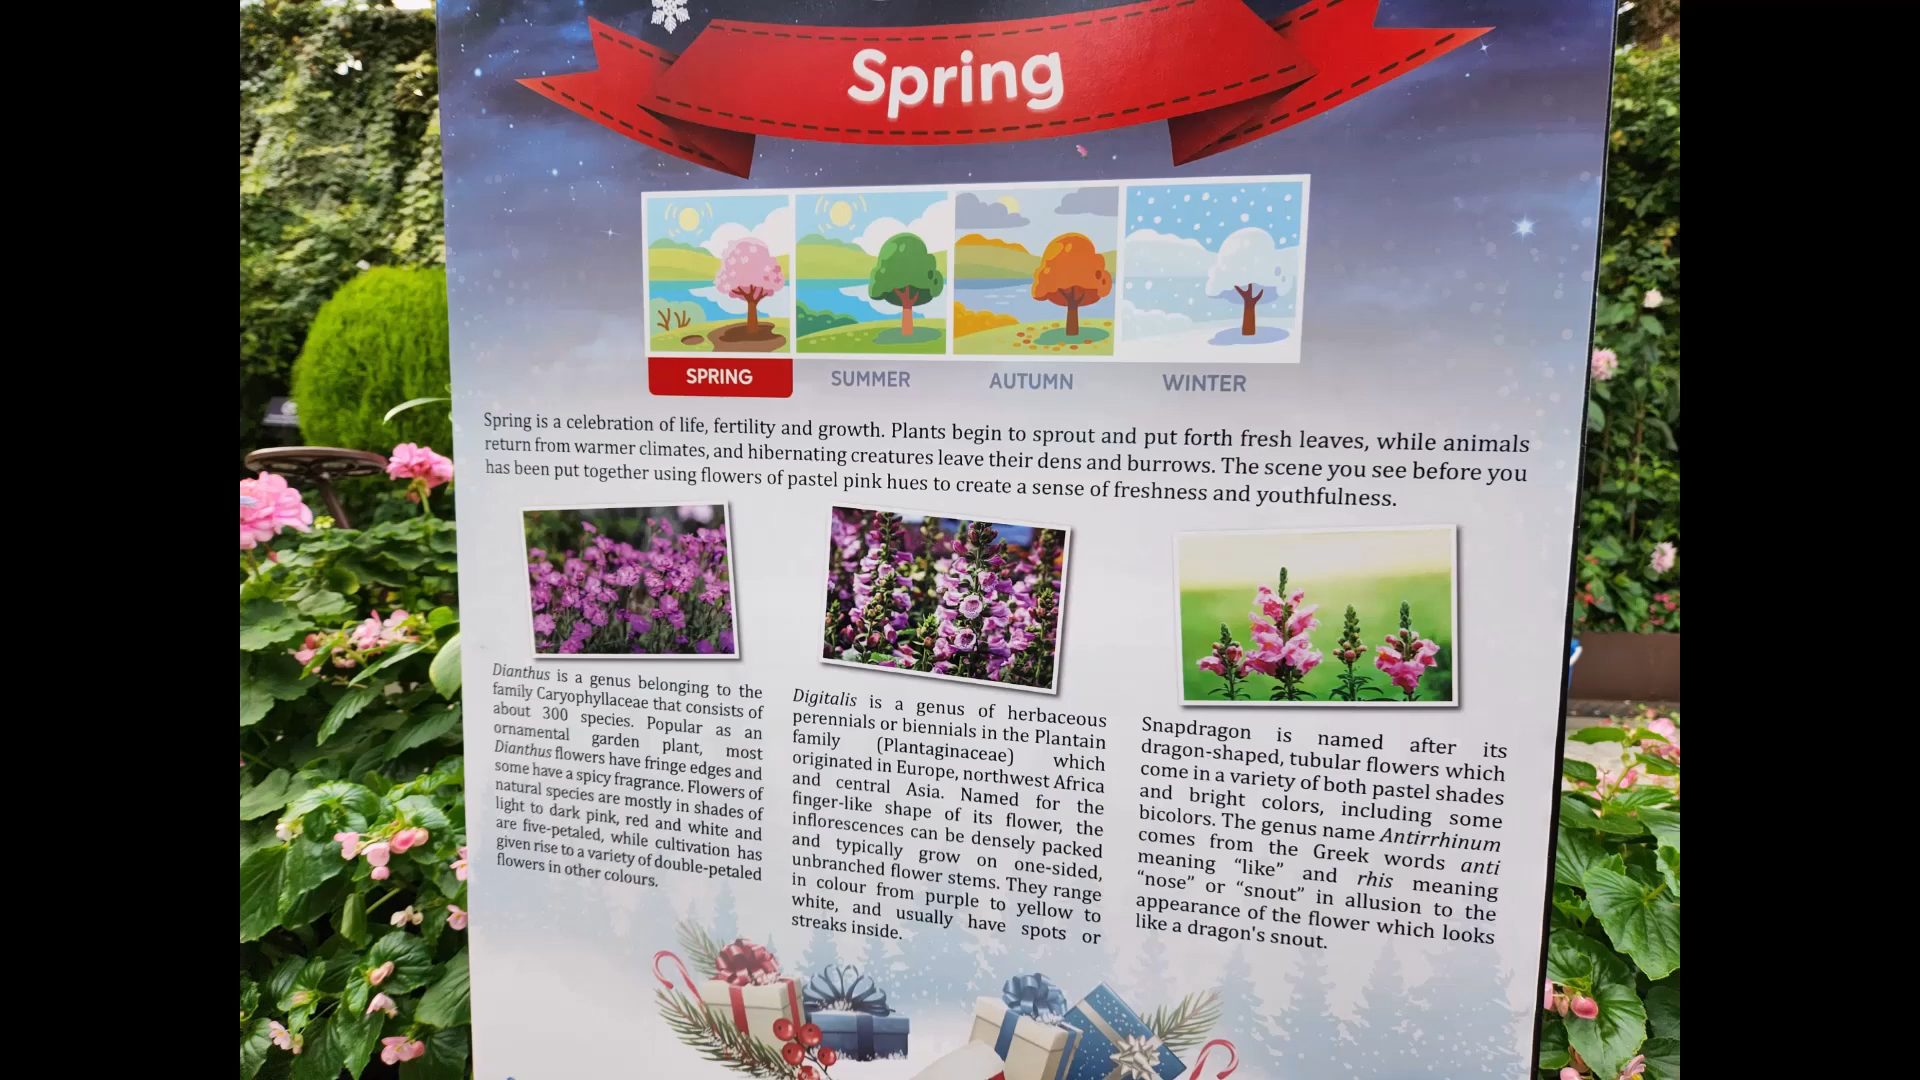 Spring
SPRING
SUMMER
AUTUMN
WINTER
Spring is a celebration of life, fertility and growth. Plants begin to sprout and put forth fresh leaves, while animals
return from warmer climates, and hibernating creatures leave their dens and burrows. The scene you see before you
has been put together using flowers of pastel pink hues to create a sense of freshness and youthfulness.
Dianthus is a genus belonging to the
family Caryophyllaceae that consists of
about 300 species. Popular as an
ornamental garden plant, most
Dianthus flowers have fringe edges and
some have a spicy fragrance. Flowers of
natural species are mostly in shades of
light to dark pink, red and white and
are five-petaled, while cultivation has
given rise to a variety of double-petaled
flowers in other colours.
Digitalis is a genus of herbaceous
perennials or biennials in the Plantain
family (Plantaginaceae) which
originated in Europe, northwest Africa
and central Asia. Named for the
finger-like shape of its flower, the
inflorescences can be densely packed
and typically grow on one-sided,
unbranched flower stems. They range
in colour from purple to yellow to
white, and usually have spots or
streaks inside.
Snapdragon is named after its
dragon-shaped, tubular flowers which
come in a variety of both pastel shades
and bright colors, including some
bicolors. The genus name Antirrhinum
comes from the Greek words anti
meaning “like” and rhis meaning
“nose” or “snout” in allusion to the
appearance of the flower which looks
like a dragon's snout.